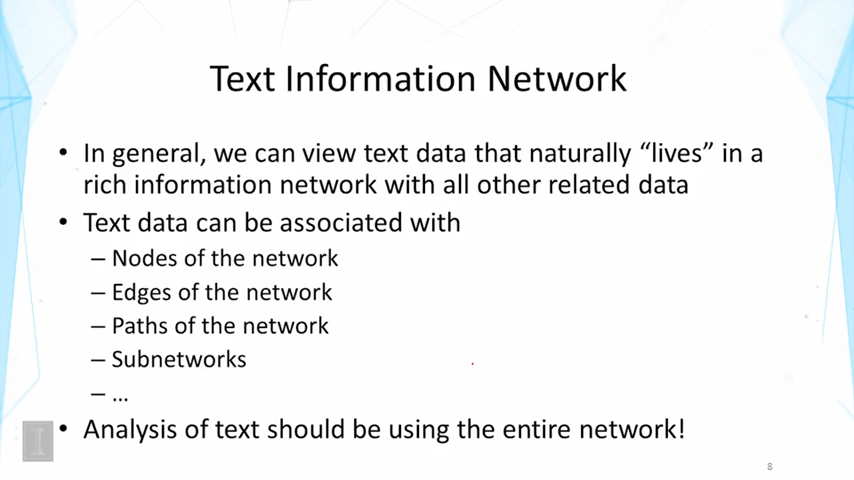 Text Information Network
• In general, we can view text data that naturally “lives” in a
rich information network with all other related data
• Text data can be associated with
– Nodes of the network
– Edges of the network
– Paths of the network
– Subnetworks
– …
• Analysis of text should be using the entire network!
I
8